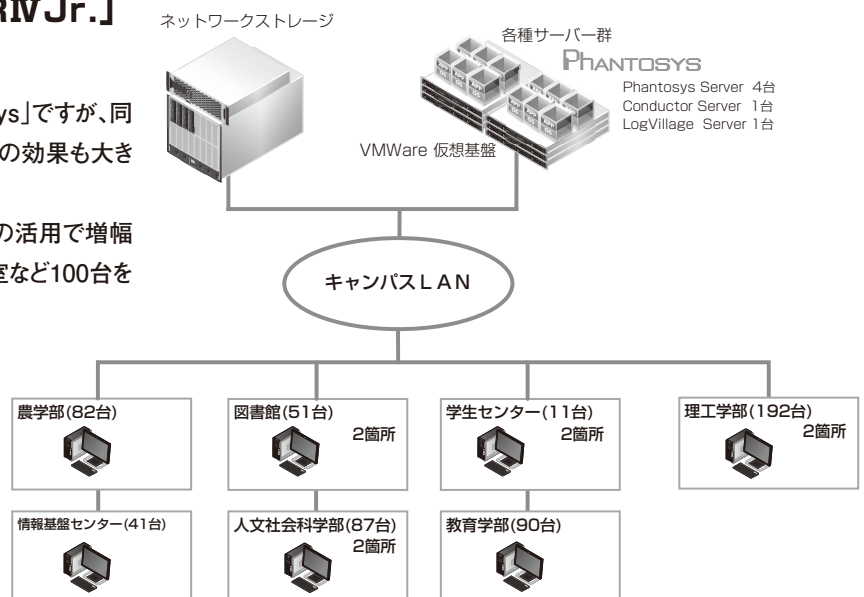 RⅣJr.」
ys」ですが、同
の効果も大き
の活用で増幅
室など100台を
ネットワークストレージ
各種サーバー群
PHANTOSYS
Phantosys Server 4台
Conductor Server 1台
LogVillage Server 1台
VMWare 仮想基盤
キャンパスLAN
農学部(82台)
図書館(51台)
2箇所
学生センター(11台)
2箇所
理工学部(192台)
2箇所
情報基盤センター(41台)
人文社会科学部(87台)
2箇所
教育学部(90台)